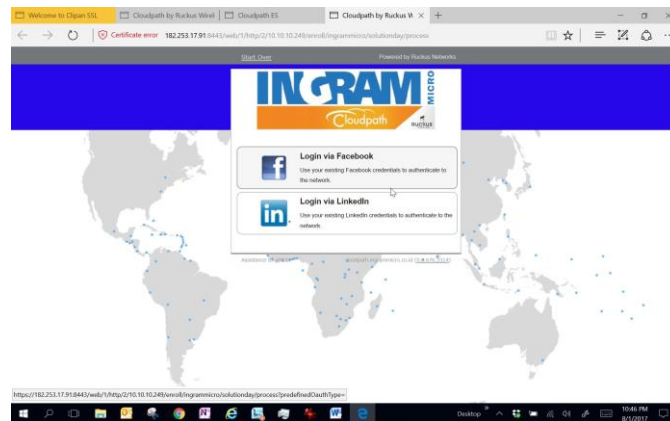 Welcome to Clipan SSL
Cloudpath by Ruckus Wirel
Cloudpath ES
Cloudpath by Ruckus W
Certificate error
182.253.17.91:8443/web/1/http/2/10.10.10.249/enroll/ingrammicro/solutionday/process
Start Over
Powered by Ruckus Networks
INGRAM MICRO
Cloudpath
Ruckus
Login via Facebook
Use your existing Facebook credentials to authenticate to
the network.
Login via LinkedIn
Use your existing LinkedIn credentials to authenticate to the
network.
https://182.253.17.91:8443/web/1/http/2/10.10.10.249/enroll/ingrammicro/solutionday/process?predefinedOauthType=
Desktop
10:46 PM
8/1/2017